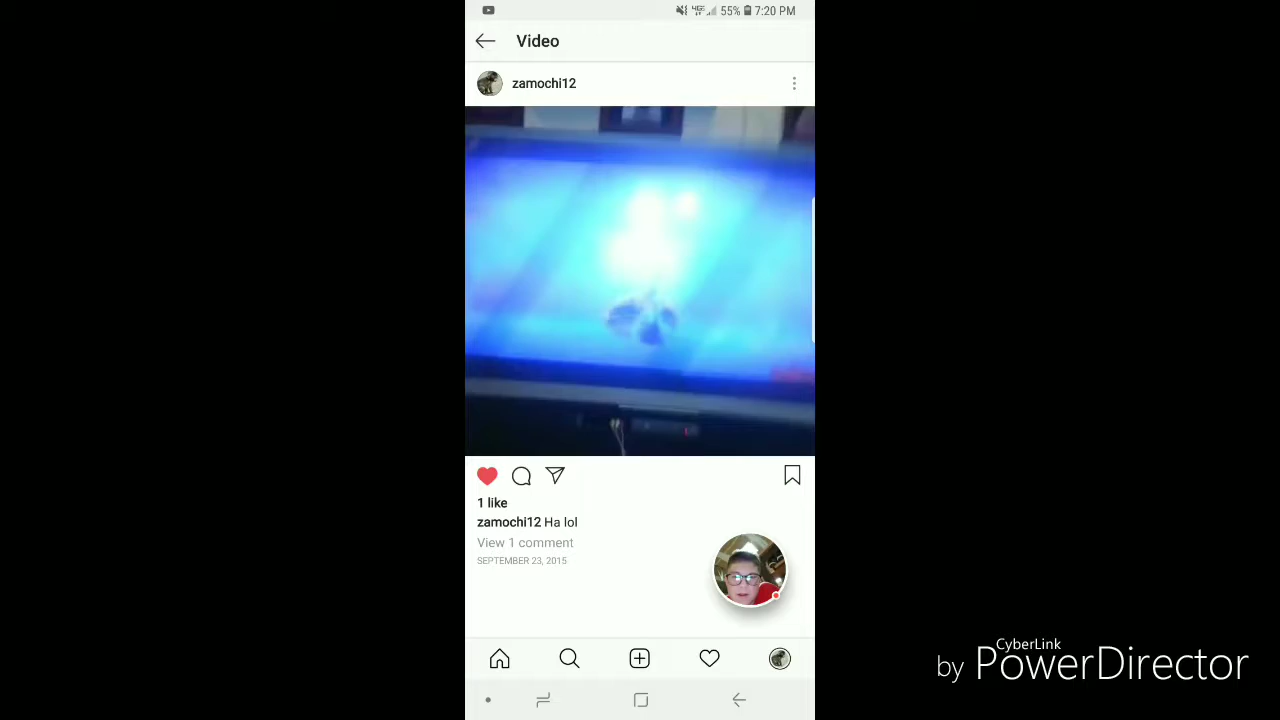 55% 7:20 PM
Video
zamochi12
1 like
zamochi12 Ha lol
View 1 comment
SEPTEMBER 23, 2015
CyberLink
by PowerDirector